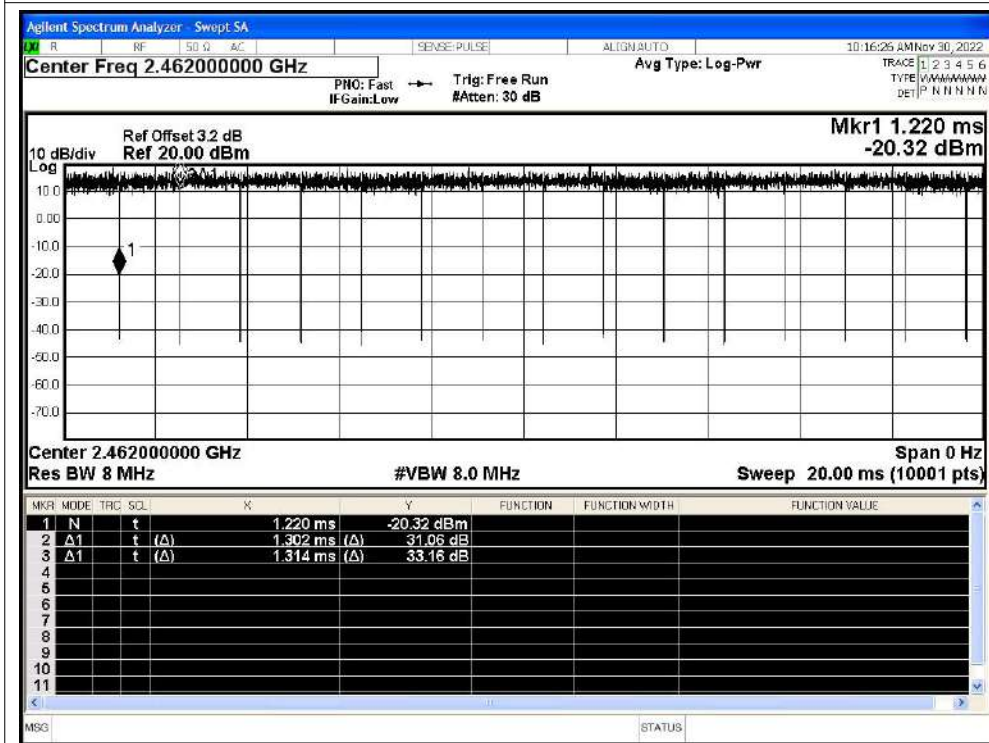 Agilent Spectrum Analyzer - Swept SA
LXI R RF 50 Ω AC SENSE:PULSE ALIGN AUTO 10:16:26 AM Nov 30, 2022
Center Freq 2.462000000 GHz Avg Type: Log-Pwr TRACE 1 2 3 4 5 6
PNO: Fast Trig: Free Run TYPE
IFGain:Low #Atten: 30 dB DET P N N N N N
Mkr1 1.220 ms
Ref Offset 3.2 dB
10 dB/div Ref 20.00 dBm -20.32 dBm
Log
10.0
0.00
-10.0
1
-20.0
-30.0
-40.0
-50.0
-60.0
-70.0
Center 2.462000000 GHz Span 0 Hz
Res BW 8 MHz #VBW 8.0 MHz Sweep 20.00 ms (10001 pts)
MKR MODE TRC SCL X Y FUNCTION FUNCTION WIDTH FUNCTION VALUE
1 N t 1.220 ms -20.32 dBm
2 Δ1 t (Δ) 1.302 ms (Δ) 31.06 dB
3 Δ1 t (Δ) 1.314 ms (Δ) 33.16 dB
4
5
6
7
8
9
10
11
MSG STATUS